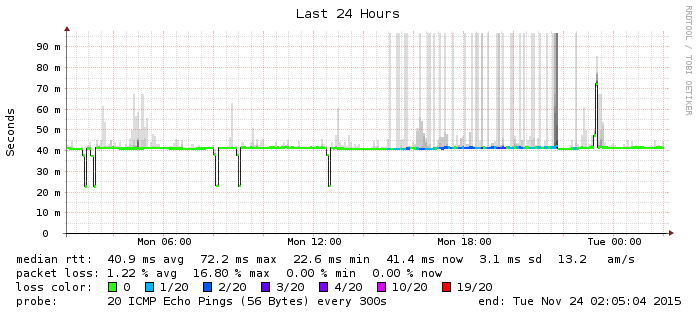 Last 24 Hours
RRDTOOL / TOBI OETIKER
Seconds
90 m
80 m
70 m
60 m
50 m
40 m
30 m
20 m
10 m
0
Mon 06:00 Mon 12:00 Mon 18:00 Tue 00:00
median rtt: 40.9 ms avg 72.2 ms max 22.6 ms min 41.4 ms now 3.1 ms sd 13.2 am/s
packet loss: 1.22 % avg 16.80 % max 0.00 % min 0.00 % now
loss color: 0 1/20 2/20 3/20 4/20 10/20 19/20
probe: 20 ICMP Echo Pings (56 Bytes) every 300s end: Tue Nov 24 02:05:04 2015